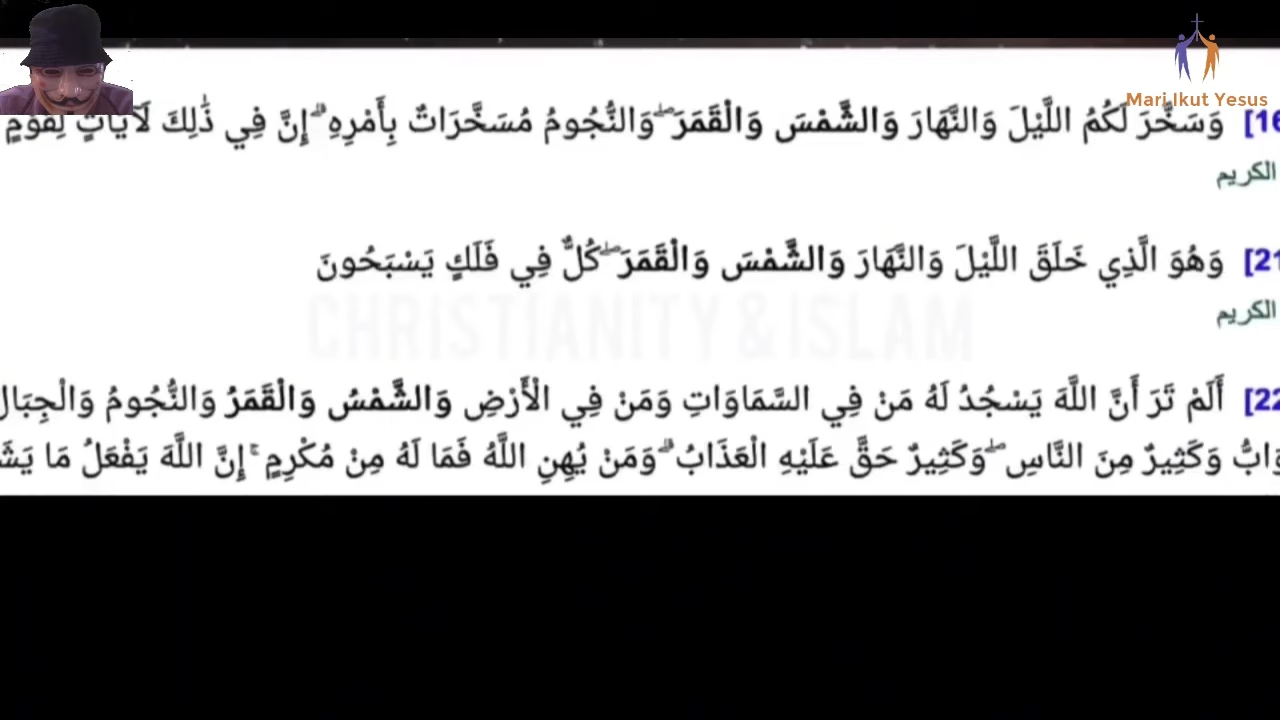 Mari Ikut Yesus
[16 وَسَخَّرَ لَكُمُ اللَّيْلَ وَالنَّهَارَ وَالشَّمْسَ وَالْقَمَرَ ۖ وَالنُّجُومُ مُسَخَّرَاتٌ بِأَمْرِهِ ۗ إِنَّ فِي ذَٰلِكَ لَآيَاتٍ لِقَوْمٍ
الكريم
[21 وَهُوَ الَّذِي خَلَقَ اللَّيْلَ وَالنَّهَارَ وَالشَّمْسَ وَالْقَمَرَ ۖ كُلٌّ فِي فَلَكٍ يَسْبَحُونَ
الكريم
CHRISTIANITY & ISLAM
[22 أَلَمْ تَرَ أَنَّ اللَّهَ يَسْجُدُ لَهُ مَنْ فِي السَّمَاوَاتِ وَمَنْ فِي الْأَرْضِ وَالشَّمْسُ وَالْقَمَرُ وَالنُّجُومُ وَالْجِبَال
وَابُّ وَكَثِيرٌ مِنَ النَّاسِ ۖ وَكَثِيرٌ حَقَّ عَلَيْهِ الْعَذَابُ ۗ وَمَنْ يُهِنِ اللَّهُ فَمَا لَهُ مِنْ مُكْرِمٍ ۚ إِنَّ اللَّهَ يَفْعَلُ مَا يَشَ